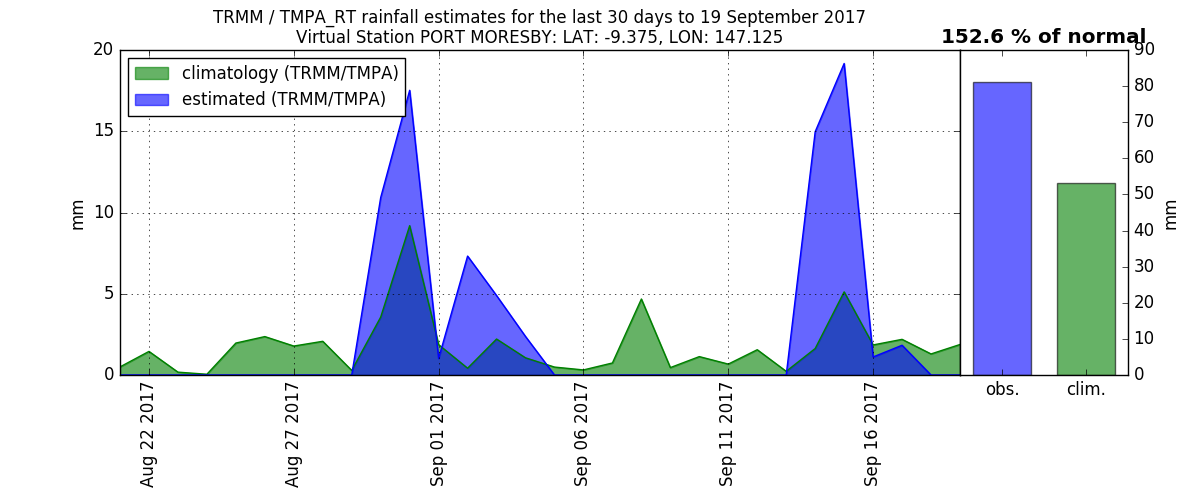 TRMM / TMPA_RT rainfall estimates for the last 30 days to 19 September 2017
Virtual Station PORT MORESBY: LAT: -9.375, LON: 147.125
152.6 % of normal
climatology (TRMM/TMPA)
estimated (TRMM/TMPA)
20
15
10
5
0
mm
Aug 22 2017
Aug 27 2017
Sep 01 2017
Sep 06 2017
Sep 11 2017
Sep 16 2017
90
80
70
60
50
40
30
20
10
0
mm
obs.
clim.